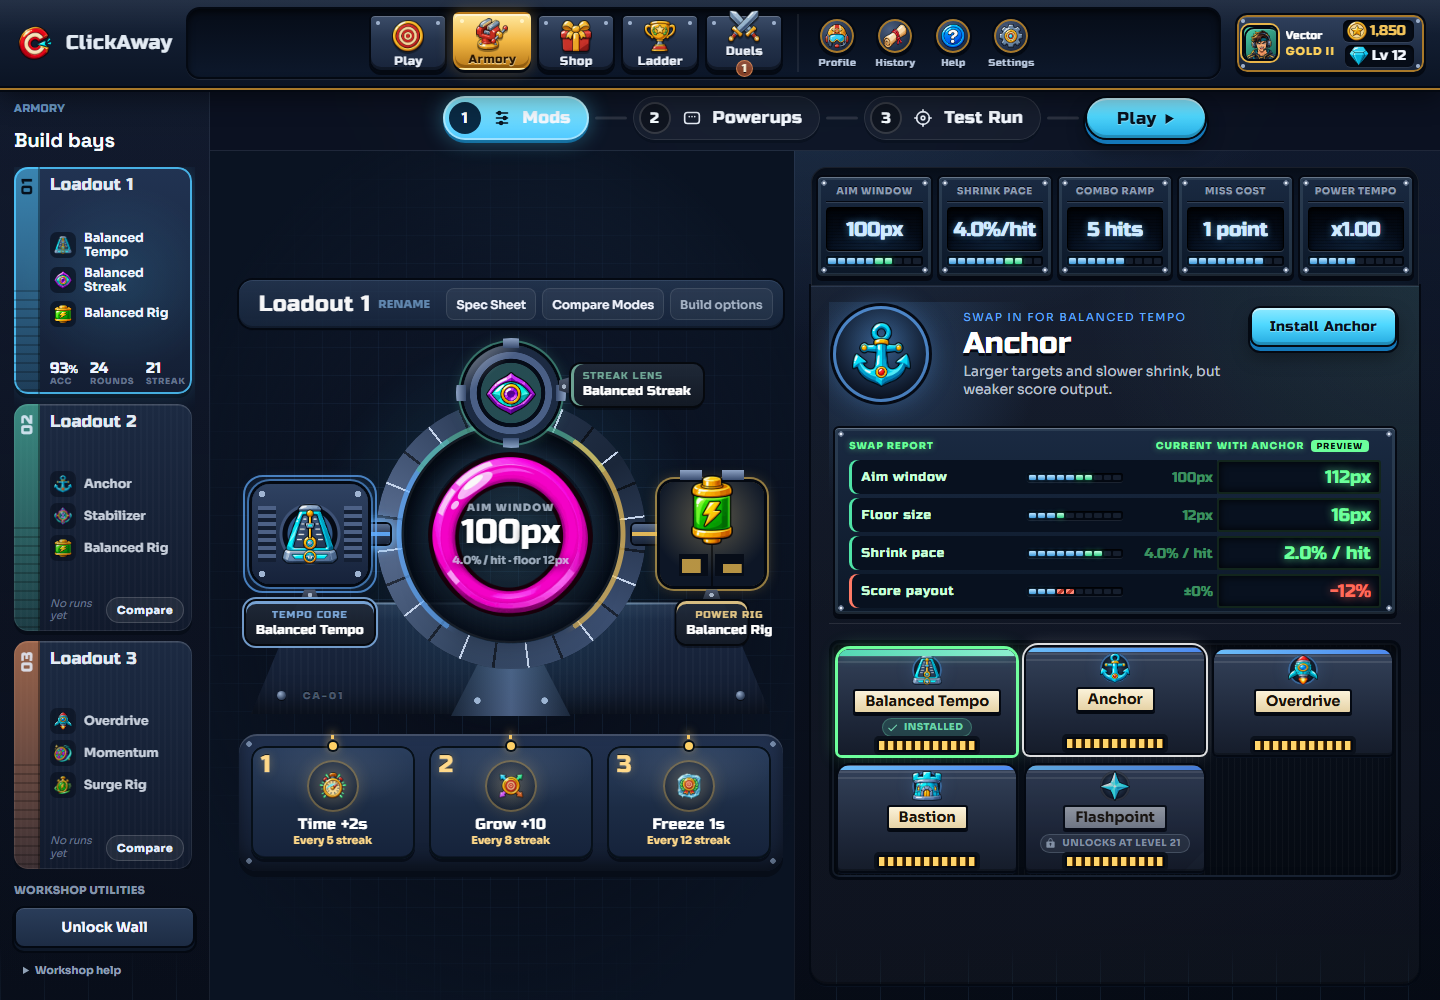 ClickAway
Play
Armory
Shop
Ladder
Duels
1
Profile
History
Help
Settings
Vector
GOLD II
1,850
Lv 12
ARMORY
Build bays
1 Mods
2 Powerups
3 Test Run
Play
01
Loadout 1
Balanced
Tempo
Balanced
Streak
Balanced Rig
93% 24 21
ACC ROUNDS STREAK
02
Loadout 2
Anchor
Stabilizer
Balanced Rig
No runs
yet
Compare
03
Loadout 3
Overdrive
Momentum
Surge Rig
No runs
yet
Compare
WORKSHOP UTILITIES
Unlock Wall
Workshop help
Loadout 1 RENAME Spec Sheet Compare Modes Build options
STREAK LENS
Balanced Streak
AIM WINDOW
100px
4.0% / hit · floor 12px
TEMPO CORE
Balanced Tempo
POWER RIG
Balanced Rig
CA-01
1
Time +2s
Every 5 streak
2
Grow +10
Every 8 streak
3
Freeze 1s
Every 12 streak
AIM WINDOW
100px
SHRINK PACE
4.0%/hit
COMBO RAMP
5 hits
MISS COST
1 point
POWER TEMPO
x1.00
SWAP IN FOR BALANCED TEMPO
Anchor
Larger targets and slower shrink, but
weaker score output.
Install Anchor
SWAP REPORT CURRENT WITH ANCHOR PREVIEW
Aim window 100px 112px
Floor size 12px 16px
Shrink pace 4.0% / hit 2.0% / hit
Score payout ±0% -12%
Balanced Tempo
INSTALLED
Anchor
Overdrive
Bastion
Flashpoint
UNLOCKS AT LEVEL 21